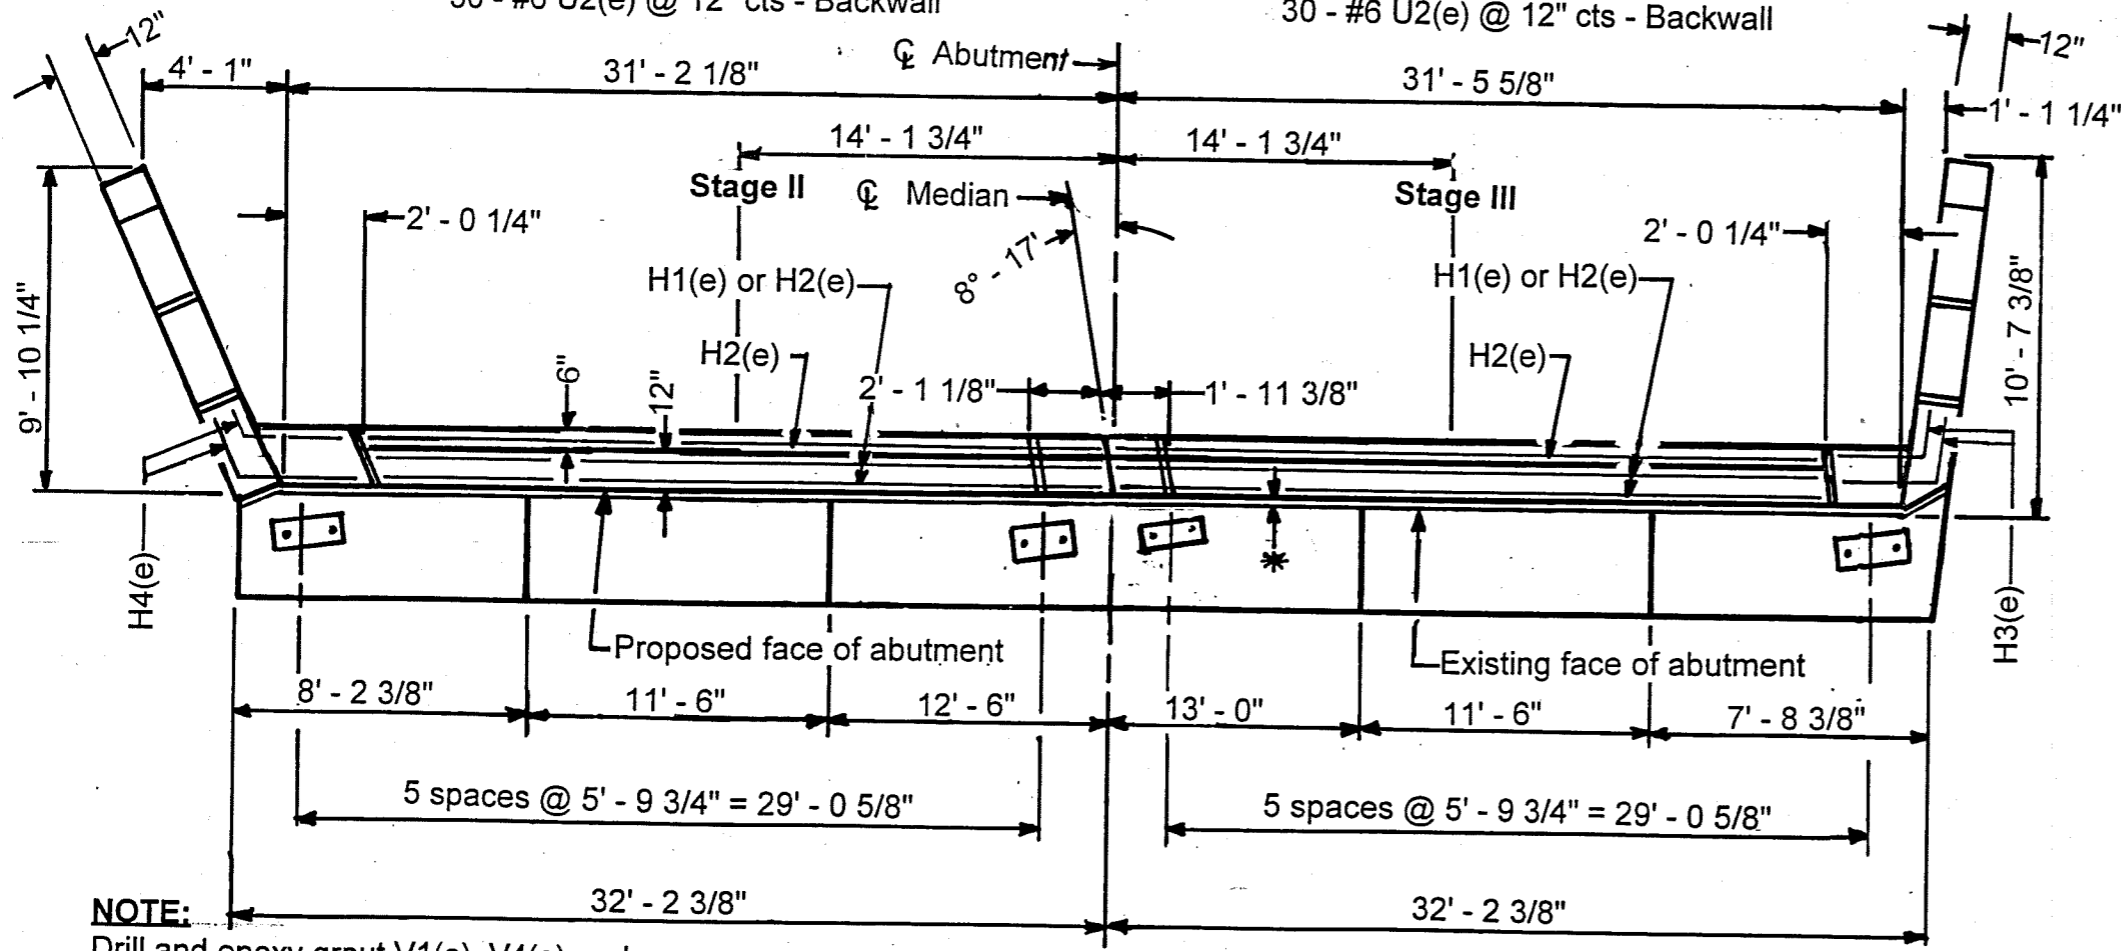 30 - #6 U2(e) @ 12" cts - Backwall
30 - #6 U2(e) @ 12" cts - Backwall
12"
12"
℄ Abutment
4' - 1"
31' - 2 1/8"
31' - 5 5/8"
1' - 1 1/4"
14' - 1 3/4"
14' - 1 3/4"
Stage II
℄ Median
Stage III
2' - 0 1/4"
2' - 0 1/4"
8° - 17'
H1(e) or H2(e)
H1(e) or H2(e)
9' - 10 1/4"
10' - 7 3/8"
H2(e)
H2(e)
6"
12"
2' - 1 1/8"
1' - 11 3/8"
*
H4(e)
H3(e)
Proposed face of abutment
Existing face of abutment
8' - 2 3/8"
11' - 6"
12' - 6"
13' - 0"
11' - 6"
7' - 8 3/8"
5 spaces @ 5' - 9 3/4" = 29' - 0 5/8"
5 spaces @ 5' - 9 3/4" = 29' - 0 5/8"
32' - 2 3/8"
32' - 2 3/8"
NOTE:
Drill and epoxy grout V1(e), V4(e)